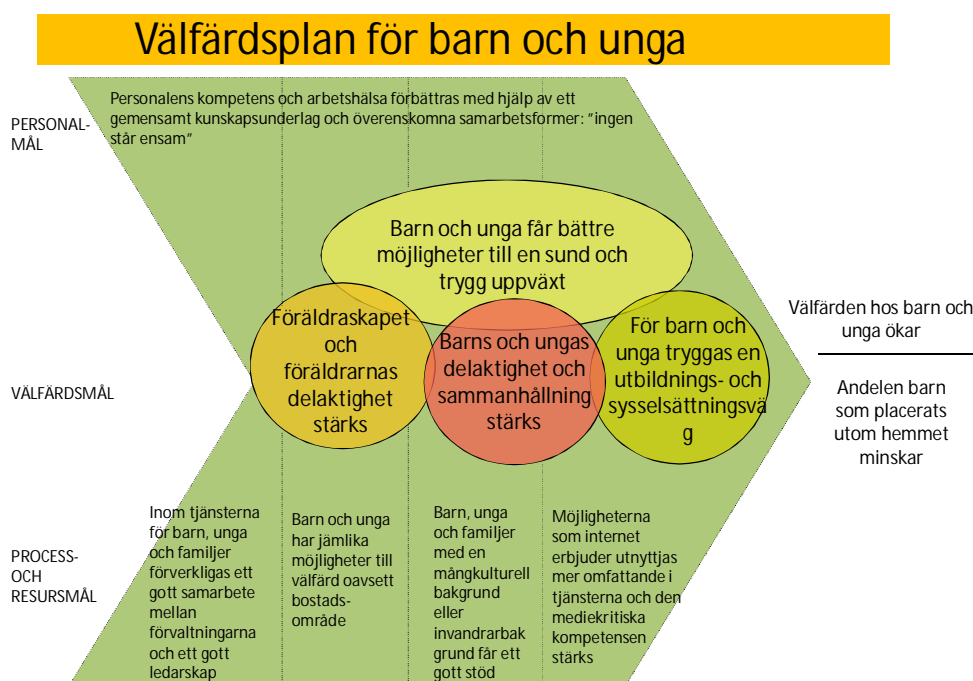 Välfärdsplan för barn och unga
PERSONAL-
MÅL
Personalens kompetens och arbetshälsa förbättras med hjälp av ett
gemensamt kunskapsunderlag och överenskomna samarbetsformer: "ingen
står ensam"
Barn och unga får bättre
möjligheter till en sund och
trygg uppväxt
VÄLFÄRDSMÅL
Föräldraskapet
och
föräldrarnas
delaktighet
stärks
Barns och ungas
delaktighet och
sammanhållning
stärks
För barn och
unga tryggas en
utbildnings- och
sysselsättningsvä
g
Välfärden hos barn och
unga ökar
Andelen barn
som placerats
utom hemmet
minskar
PROCESS-
OCH
RESURSMÅL
Inom tjänsterna
för barn, unga
och familjer
förverkligas ett
gott samarbete
mellan
förvaltningarna
och ett gott
ledarskap
Barn och unga
har jämlika
möjligheter till
välfärd oavsett
bostads-
område
Barn, unga
och familjer
med en
mångkulturell
bakgrund
eller
invandrarbak
grund får ett
gott stöd
Möjligheterna
som internet
erbjuder utnyttjas
mer omfattande i
tjänsterna och den
mediekritiska
kompetensen
stärks